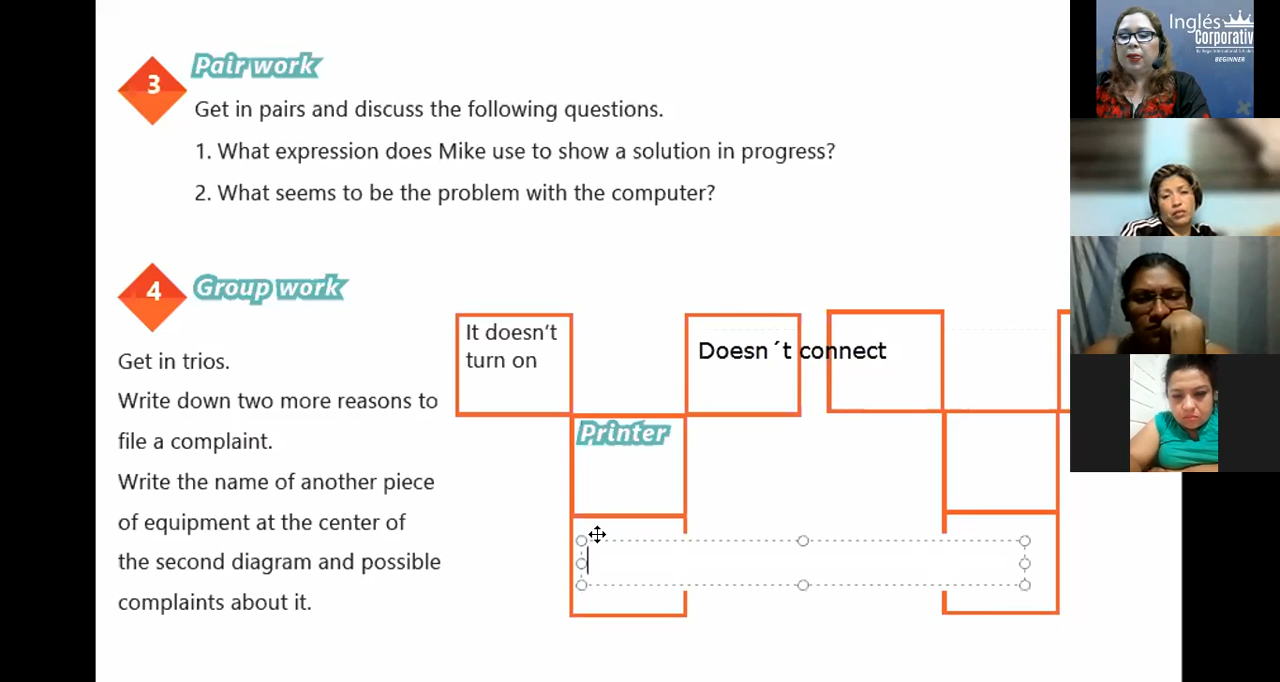 3
Pair work
Get in pairs and discuss the following questions.
1. What expression does Mike use to show a solution in progress?
2. What seems to be the problem with the computer?
4
Group work
Get in trios.
Write down two more reasons to
file a complaint.
Write the name of another piece
of equipment at the center of
the second diagram and possible
complaints about it.
It doesn't
turn on
Doesn´t connect
Printer
Inglés
Corporativ
BEGINNER